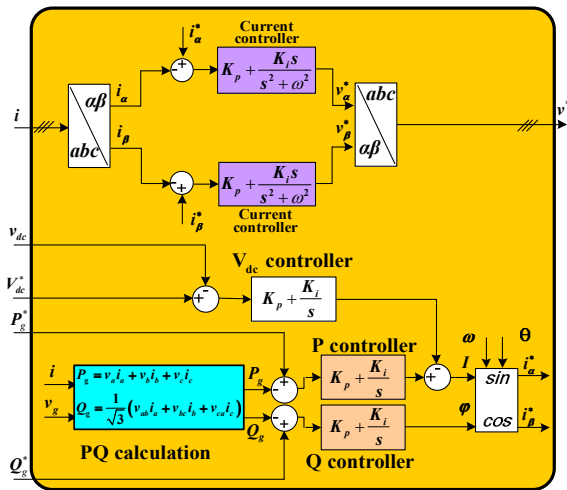 Current
controller
i*α
Kp + Kis / s² + ω²
iα
v*α
abc
αβ
i
αβ
abc
v*
iβ
v*β
Kp + Kis / s² + ω²
i*β
Current
controller
vdc
Vdc controller
V*dc
Kp + Ki / s
P*g
P controller
ω
θ
i
Pg = vaia + vbib + vcic
Pg
Kp + Ki / s
I
sin
i*α
vg
Qg = 1/√3 (vabia + vbcib + vcaic)
Qg
Kp + Ki / s
φ
cos
i*β
PQ calculation
Q controller
Q*g